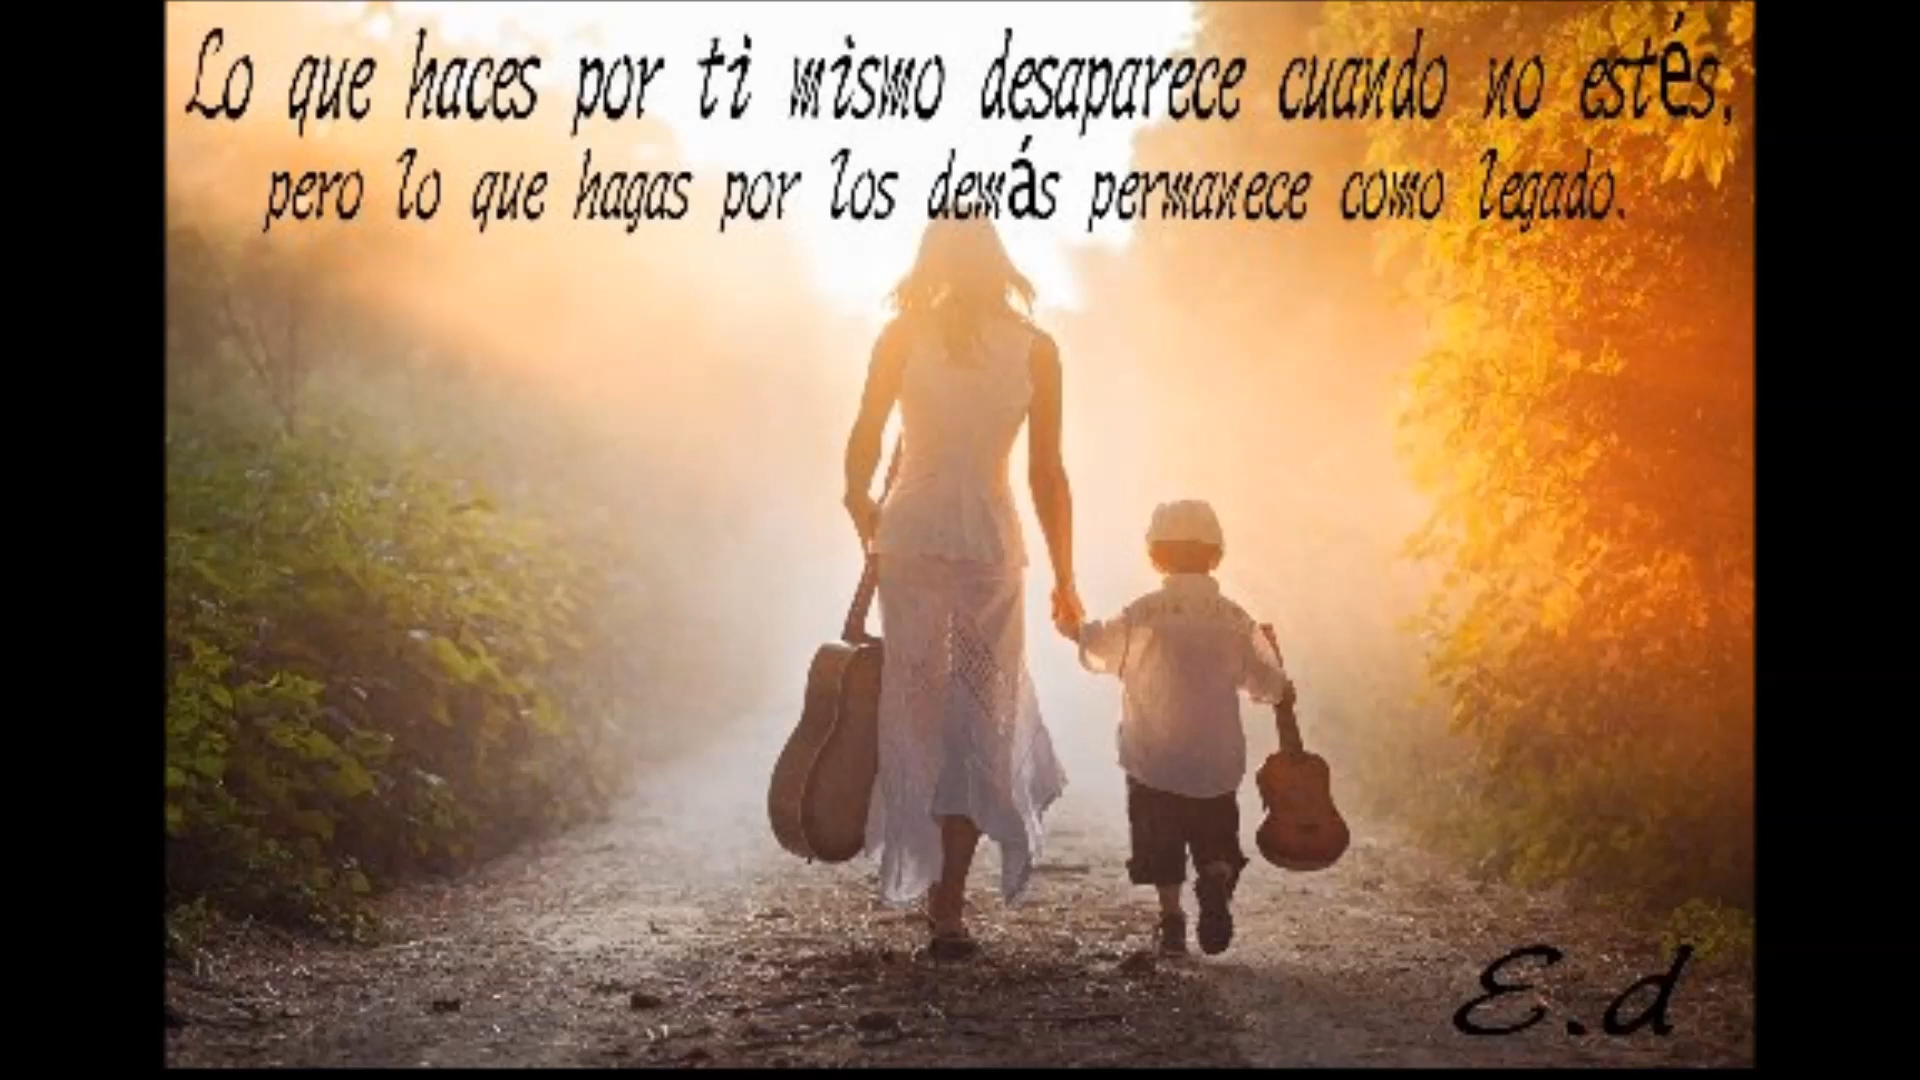 Lo que haces por ti mismo desaparece cuando no estés,
pero lo que hagas por los demás permanece como legado.
E.d